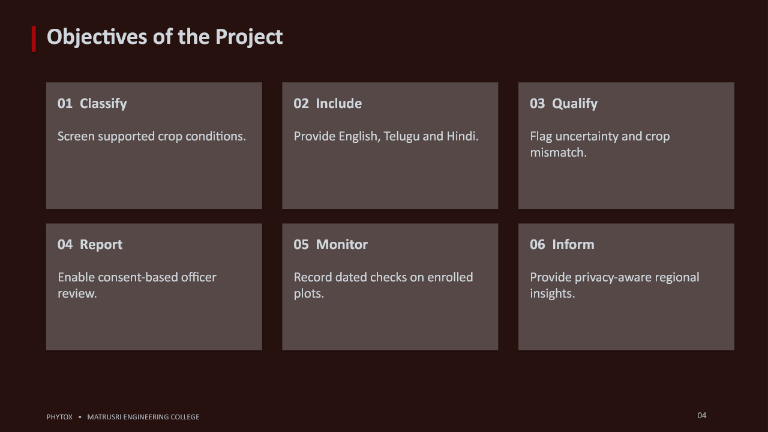 Objectives of the Project
01 Classify
Screen supported crop conditions.
02 Include
Provide English, Telugu and Hindi.
03 Qualify
Flag uncertainty and crop
mismatch.
04 Report
Enable consent-based officer
review.
05 Monitor
Record dated checks on enrolled
plots.
06 Inform
Provide privacy-aware regional
insights.
PHYTOX • MATRUSRI ENGINEERING COLLEGE
04